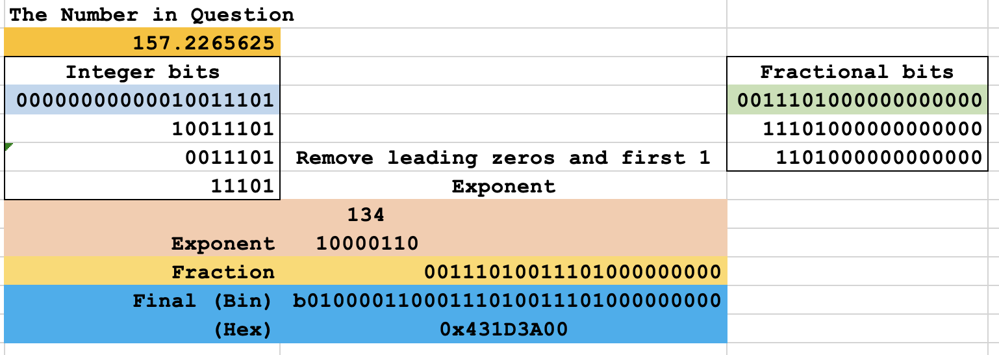 The Number in Question
157.2265625
Integer bits Fractional bits
00000000000010011101 0011101000000000000
10011101 11101000000000000
0011101 Remove leading zeros and first 1 1101000000000000
11101 Exponent
134
Exponent 10000110
Fraction 00111010011101000000000
Final (Bin) b01000011000111010011101000000000
(Hex) 0x431D3A00